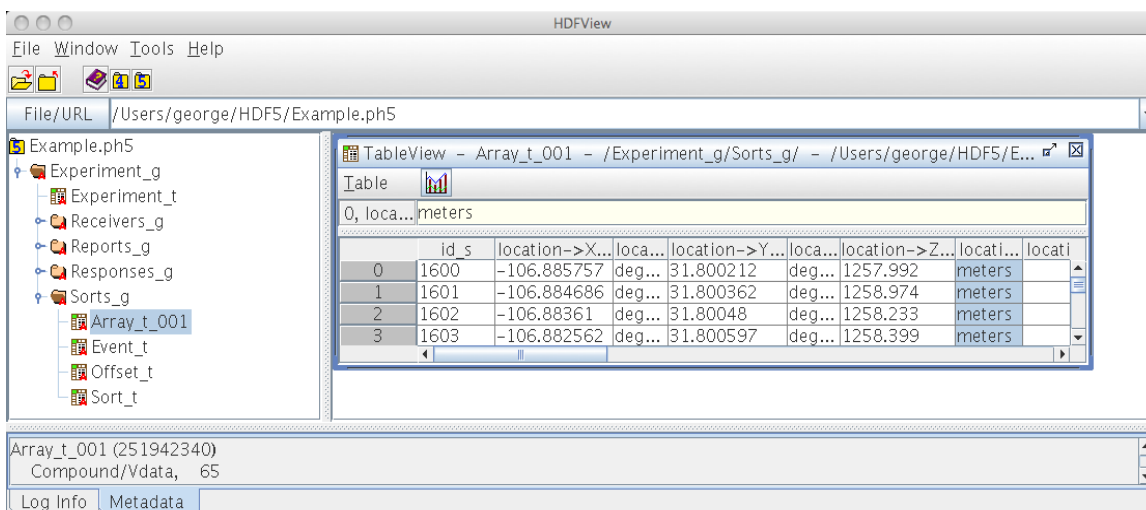 HDFView
File Window Tools Help
4 5
File/URL /Users/george/HDF5/Example.ph5
5 Example.ph5
Experiment_g
Experiment_t
Receivers_g
Reports_g
Responses_g
Sorts_g
Array_t_001
Event_t
Offset_t
Sort_t
TableView - Array_t_001 - /Experiment_g/Sorts_g/ - /Users/george/HDF5/E...
Table
0, loca... meters
id_s location->X... loca... location->Y... loca... location->Z... locati... locati
0 1600 -106.885757 deg... 31.800212 deg... 1257.992 meters
1 1601 -106.884686 deg... 31.800362 deg... 1258.974 meters
2 1602 -106.88361 deg... 31.80048 deg... 1258.233 meters
3 1603 -106.882562 deg... 31.800597 deg... 1258.399 meters
Array_t_001 (251942340)
Compound/Vdata, 65
Log Info Metadata